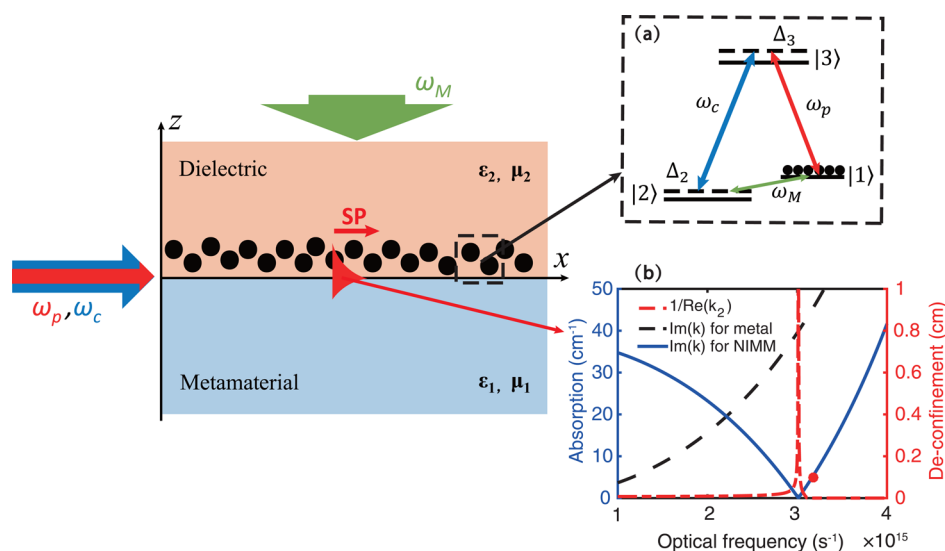 ω_M
z
Dielectric
ε₂, μ₂
SP
x
ω_p,ω_c
Metamaterial
ε₁, μ₁
(a)
Δ₃
|3⟩
ω_c
ω_p
Δ₂
|2⟩
ω_M
|1⟩
(b)
1/Re(k₂)
Im(k) for metal
Im(k) for NIMM
Absorption (cm⁻¹)
50
40
30
20
10
0
1
0.8
0.6
0.4
0.2
0
De-confinement (cm)
1
2
3
4
Optical frequency (s⁻¹) ×10¹⁵